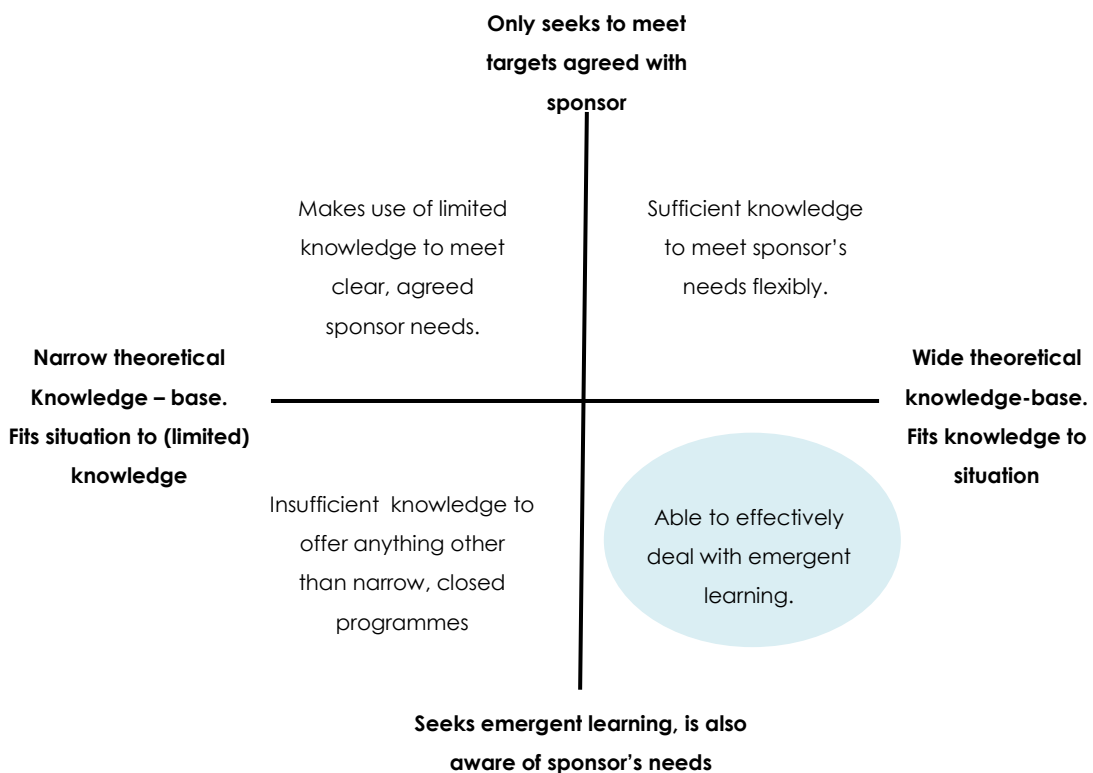 Only seeks to meet
targets agreed with
sponsor
Makes use of limited
knowledge to meet
clear, agreed
sponsor needs.
Sufficient knowledge
to meet sponsor’s
needs flexibly.
Narrow theoretical
Knowledge – base.
Fits situation to (limited)
knowledge
Wide theoretical
knowledge-base.
Fits knowledge to
situation
Insufficient  knowledge to
offer anything other
than narrow, closed
programmes
Able to effectively
deal with emergent
learning.
Seeks emergent learning, is also
aware of sponsor’s needs